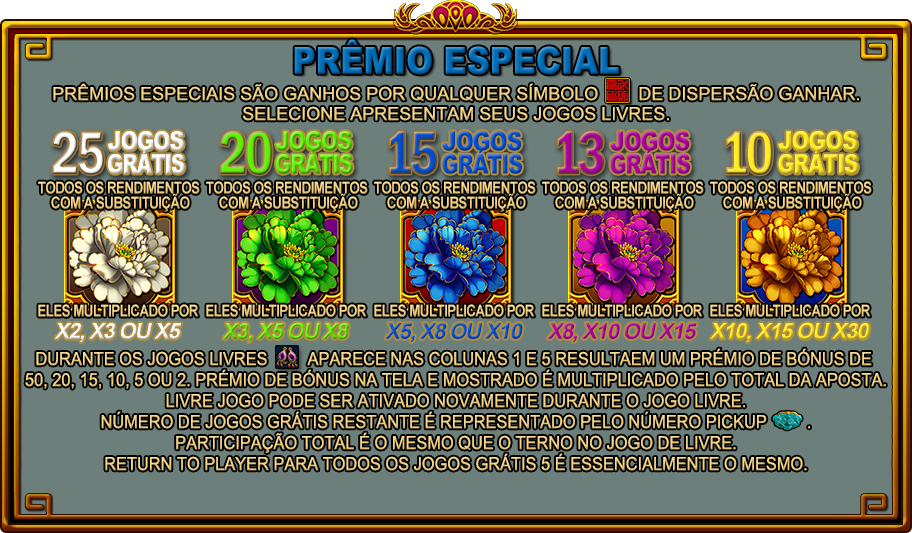 PRÊMIO ESPECIAL
PRÊMIOS ESPECIAIS SÃO GANHOS POR QUALQUER SÍMBOLO DE DISPERSÃO GANHAR.
SELECIONE APRESENTAM SEUS JOGOS LIVRES.
25 JOGOS GRÁTIS
TODOS OS RENDIMENTOS
COM A SUBSTITUIÇÃO
ELES MULTIPLICADO POR
X2, X3 OU X5
20 JOGOS GRÁTIS
TODOS OS RENDIMENTOS
COM A SUBSTITUIÇÃO
ELES MULTIPLICADO POR
X3, X5 OU X8
15 JOGOS GRÁTIS
TODOS OS RENDIMENTOS
COM A SUBSTITUIÇÃO
ELES MULTIPLICADO POR
X5, X8 OU X10
13 JOGOS GRÁTIS
TODOS OS RENDIMENTOS
COM A SUBSTITUIÇÃO
ELES MULTIPLICADO POR
X8, X10 OU X15
10 JOGOS GRÁTIS
TODOS OS RENDIMENTOS
COM A SUBSTITUIÇÃO
ELES MULTIPLICADO POR
X10, X15 OU X30
DURANTE OS JOGOS LIVRES APARECE NAS COLUNAS 1 E 5 RESULTAEM UM PRÉMIO DE BÓNUS DE
50, 20, 15, 10, 5 OU 2. PRÉMIO DE BÓNUS NA TELA E MOSTRADO É MULTIPLICADO PELO TOTAL DA APOSTA.
LIVRE JOGO PODE SER ATIVADO NOVAMENTE DURANTE O JOGO LIVRE.
NÚMERO DE JOGOS GRÁTIS RESTANTE É REPRESENTADO PELO NÚMERO PICKUP .
PARTICIPAÇÃO TOTAL É O MESMO QUE O TERNO NO JOGO DE LIVRE.
RETURN TO PLAYER PARA TODOS OS JOGOS GRÁTIS 5 É ESSENCIALMENTE O MESMO.